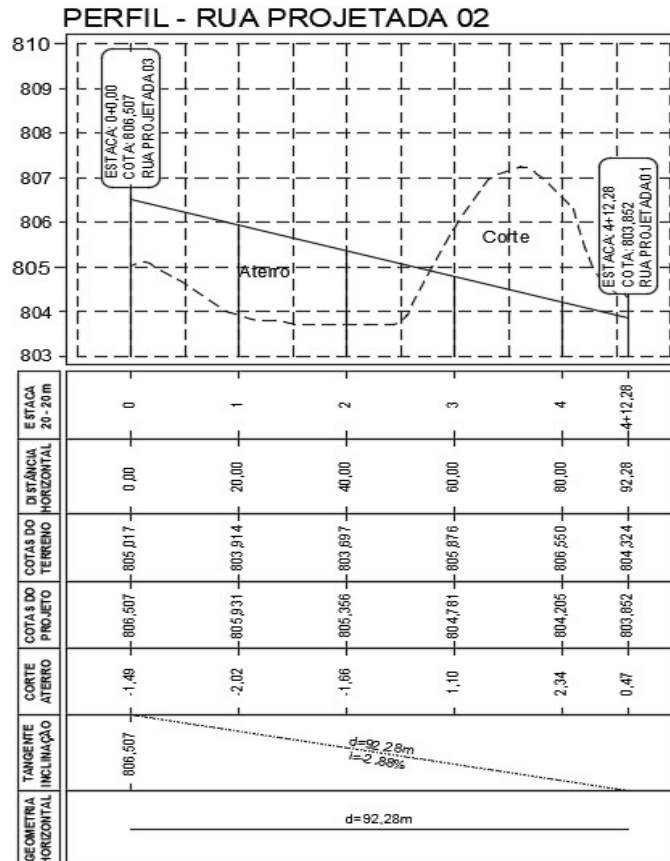 PERFIL - RUA PROJETADA 02
810
809
808
807
806
805
804
803
ESTACA: 0+0,00
COTA: 806,507
RUA PROJETADA 03
Aterro
Corte
ESTACA: 4+12,28
COTA: 803,852
RUA PROJETADA 01
ESTACA
20 - 20 m
0
1
2
3
4
4+12,28
DISTÂNCIA
HORIZONTAL
0,00
20,00
40,00
60,00
80,00
92,28
COTAS DO
TERRENO
805,017
803,914
803,697
805,876
806,550
804,324
COTAS DO
PROJETO
806,507
805,931
805,356
804,781
804,205
803,852
CORTE
ATERRO
-1,49
-2,02
-1,66
1,10
2,34
0,47
TANGENTE
INCLINAÇÃO
806,507
d=92,28m
i=-2,88%
GEOMETRIA
HORIZONTAL
d=92,28m